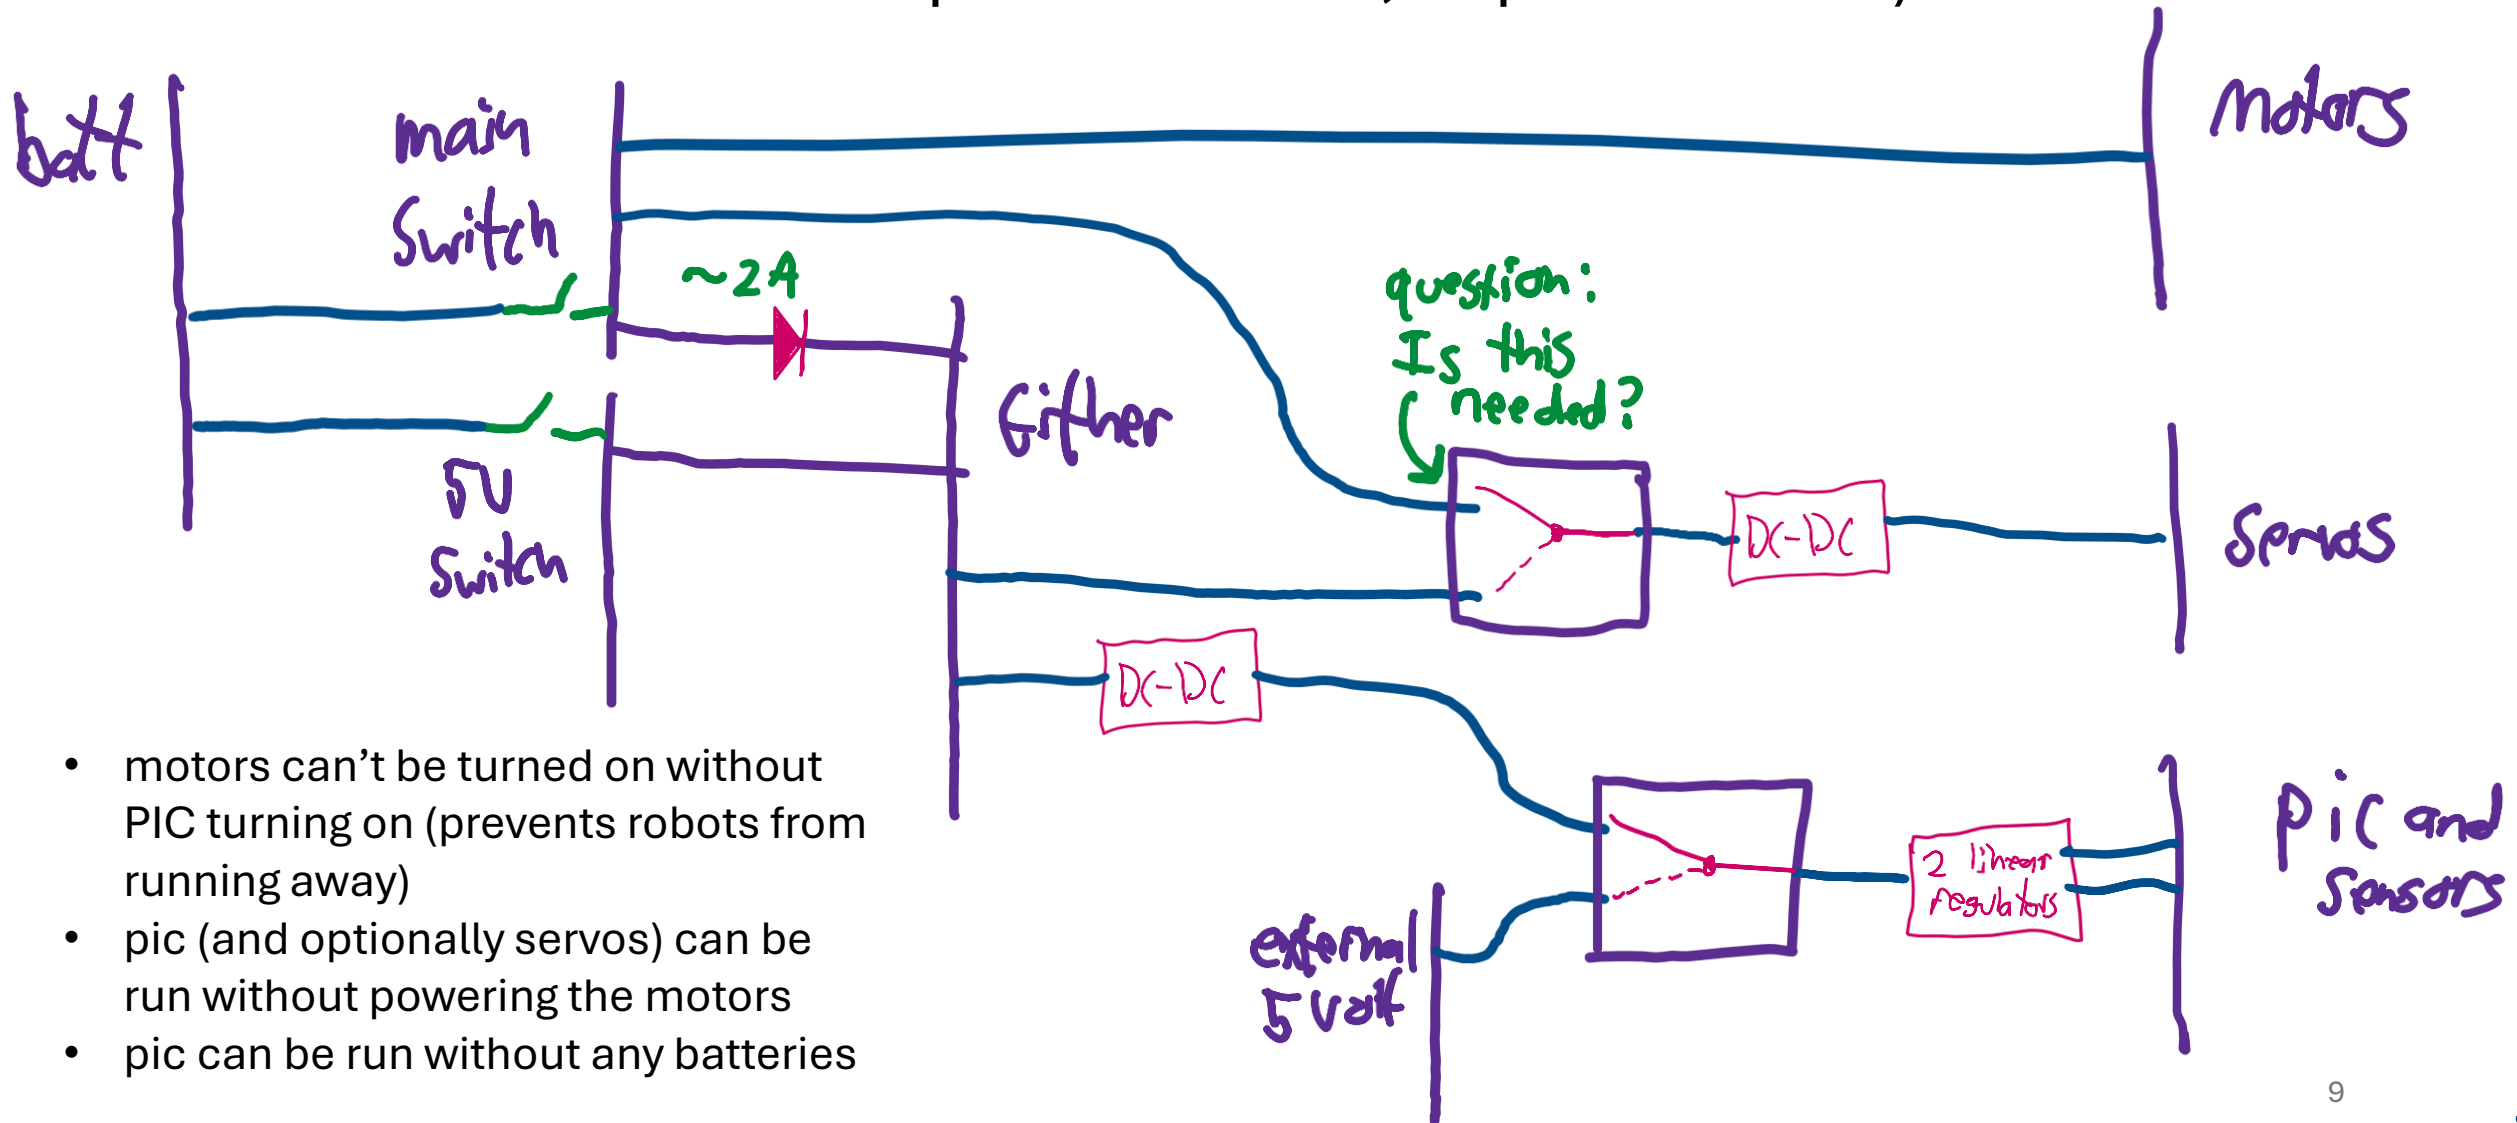 batt
main
switch
~2A
motors
question:
Is this
needed?
Either
5V
switch
DC-DC
servos
DC-DC
• motors can’t be turned on without
PIC turning on (prevents robots from
running away)
• pic (and optionally servos) can be
run without powering the motors
• pic can be run without any batteries
external
5 Volt
2 linear
regulators
pic and
sensors
9